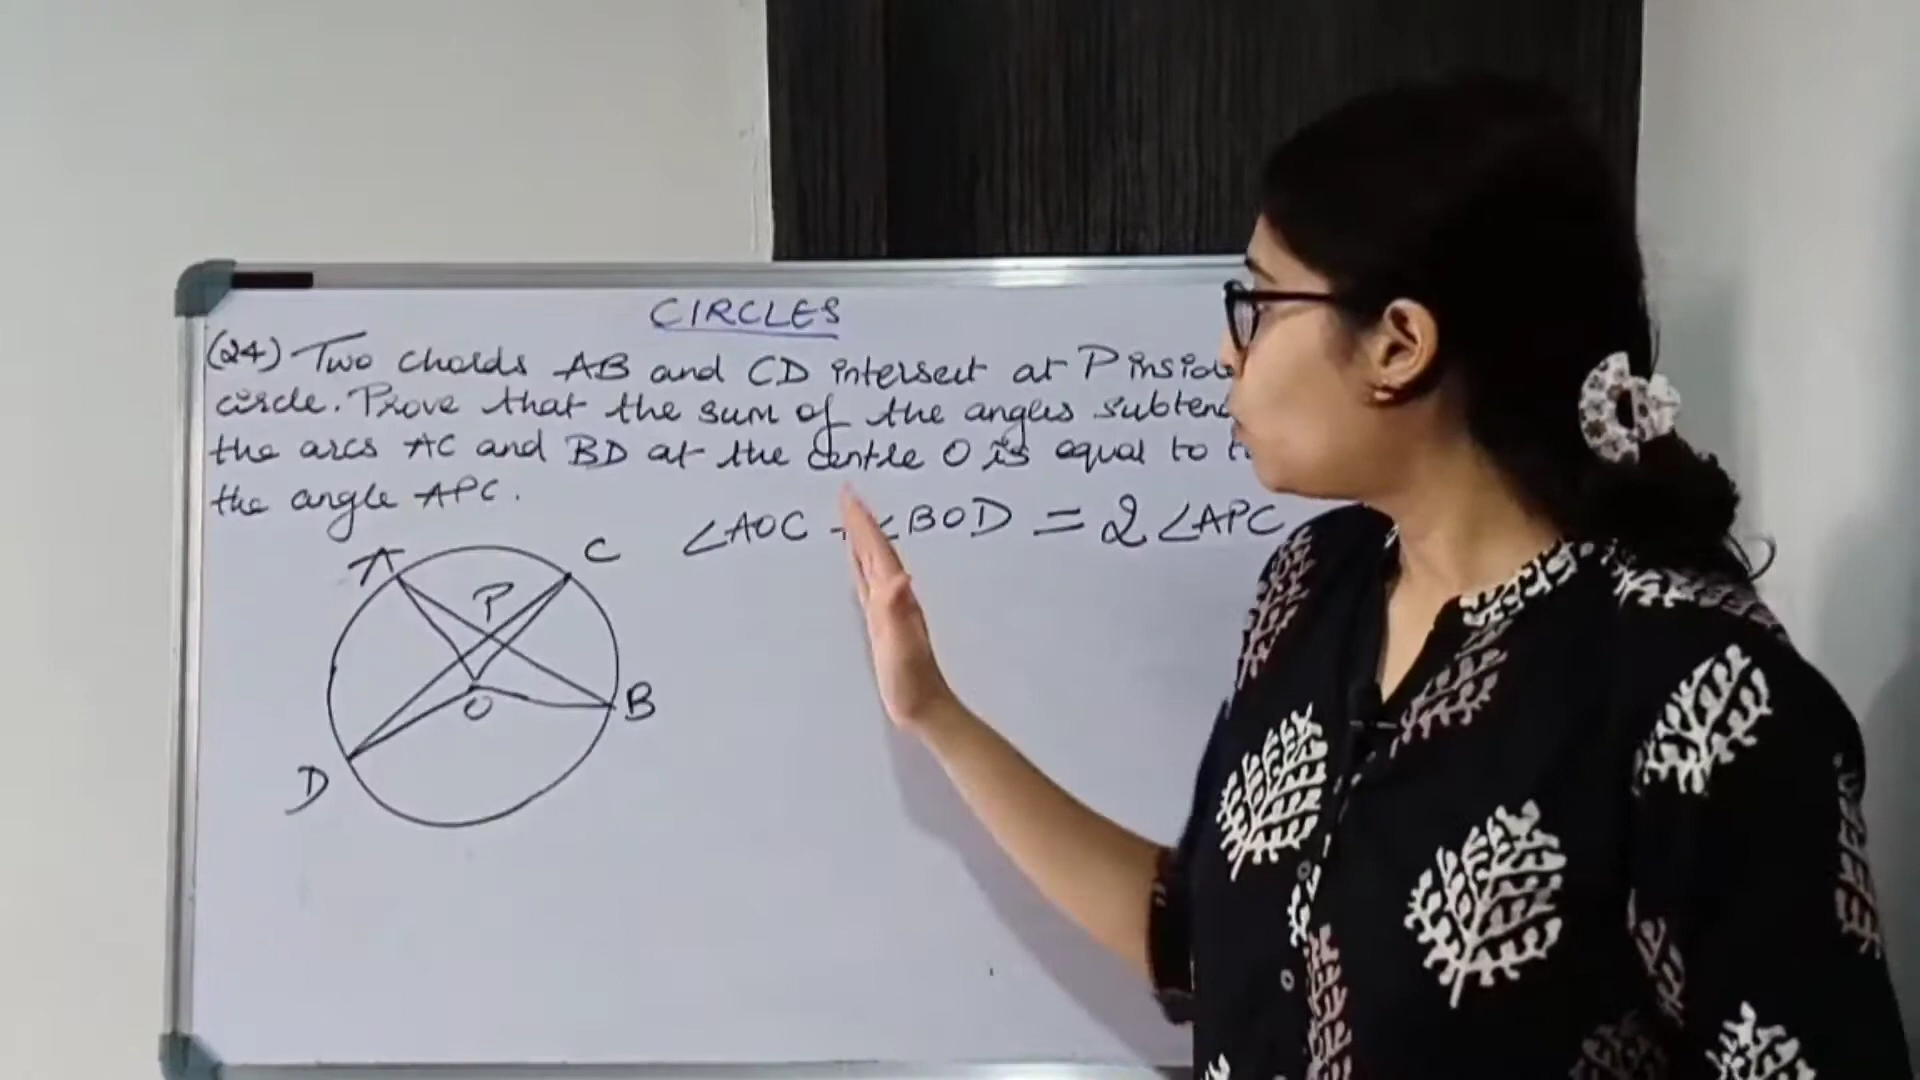 CIRCLES
(24) Two chords AB and CD intersect at P inside
circle. Prove that the sum of the angles
the arcs AC and BD at the centre O is equal to
the angle APC.
∠AOC + ∠BOD = 2 ∠APC
A
C
P
O
B
D